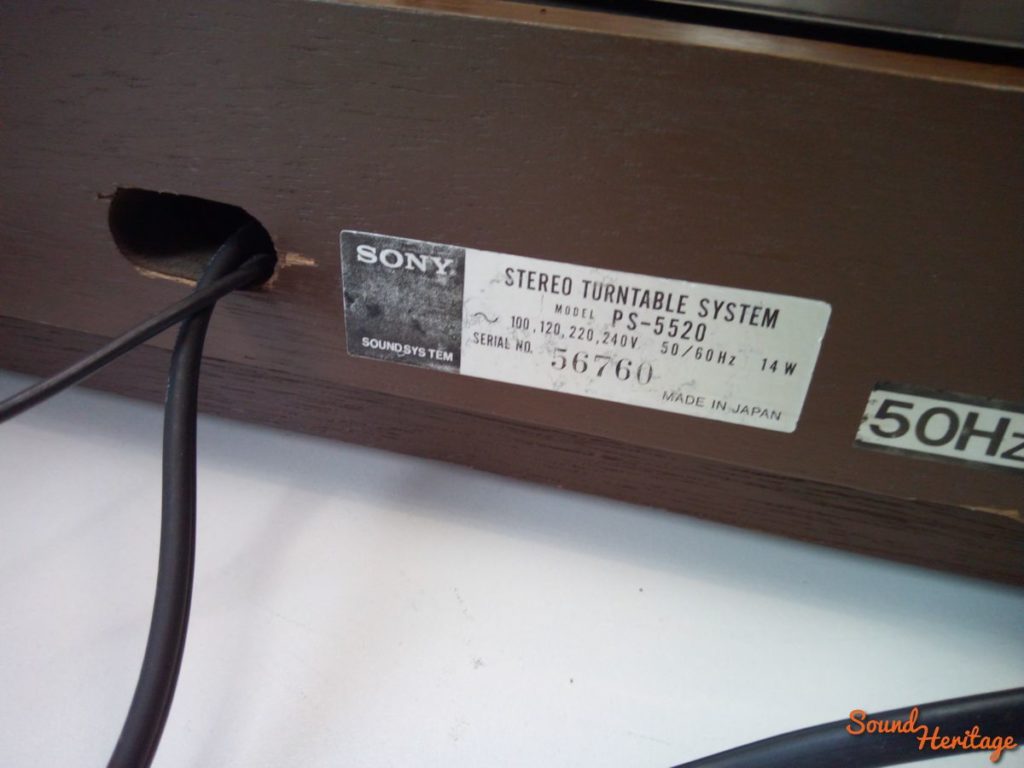 SONY
SOUND SYSTEM
STEREO TURNTABLE SYSTEM
MODEL PS-5520
~ 100,120,220,240V. 50/60Hz 14W
SERIAL NO. 56760
MADE IN JAPAN
50Hz
Sound
Heritage